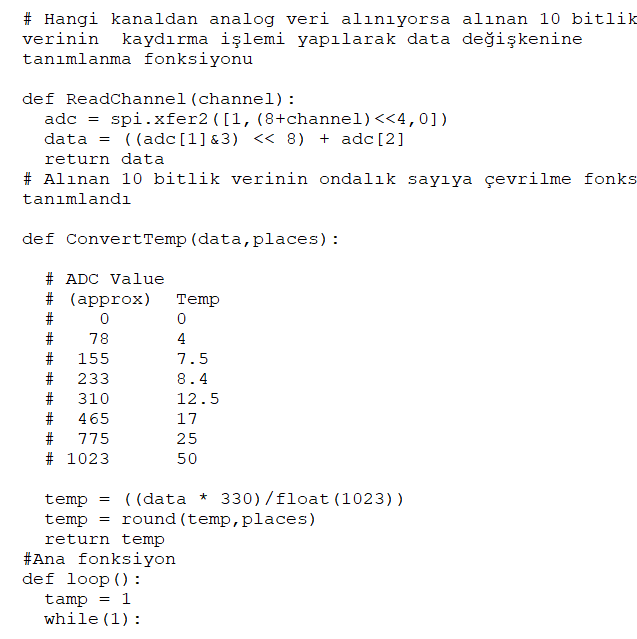 # Hangi kanaldan analog veri alınıyorsa alınan 10 bitlik
verinin  kaydırma işlemi yapılarak data değişkenine
tanımlanma fonksiyonu

def ReadChannel(channel):
  adc = spi.xfer2([1,(8+channel)<<4,0])
  data = ((adc[1]&3) << 8) + adc[2]
  return data
# Alınan 10 bitlik verinin ondalık sayıya çevrilme fonks
tanımlandı

def ConvertTemp(data,places):

  # ADC Value
  # (approx)  Temp
  #    0      0
  #   78      4
  #  155      7.5
  #  233      8.4
  #  310      12.5
  #  465      17
  #  775      25
  # 1023      50

  temp = ((data * 330)/float(1023))
  temp = round(temp,places)
  return temp
#Ana fonksiyon
def loop():
  tamp = 1
  while(1):